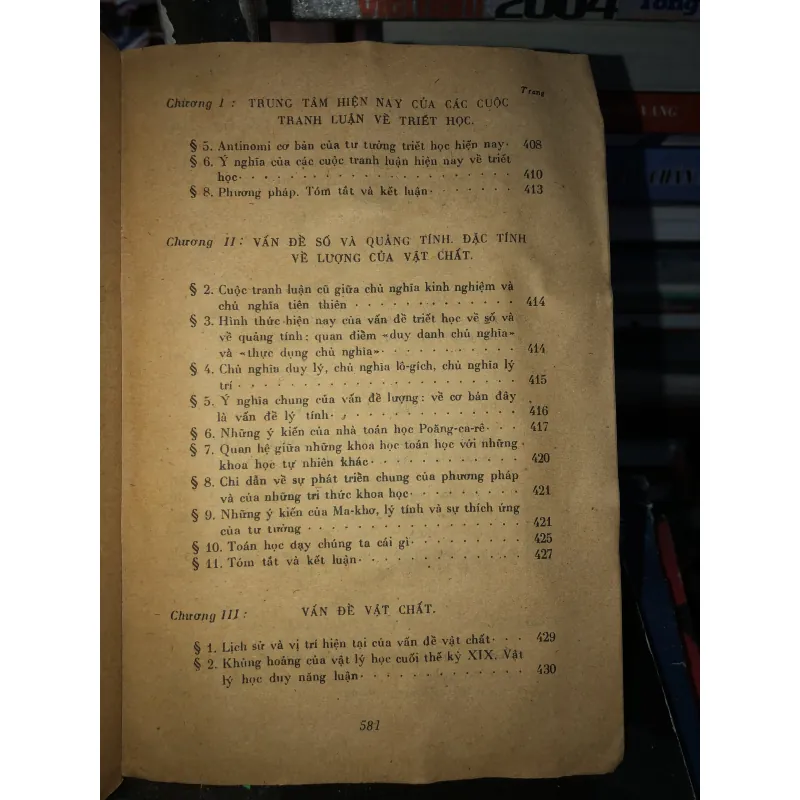 2004
Tổng
VANG
CHÂN
Trang
Chương I : TRUNG TÂM HIỆN NAY CỦA CÁC CUỘC
TRANH LUẬN VỀ TRIẾT HỌC.
§ 5. Antinomi cơ bản của tư tưởng triết học hiện nay · 408
§ 6. Ý nghĩa của các cuộc tranh luận hiện nay về triết
học · · · · · · · · · · · · · · · · · 410
§ 8. Phương pháp. Tóm tắt và kết luận · · · · · · 413
Chương II : VẤN ĐỀ SỐ VÀ QUẢNG TÍNH. ĐẶC TÍNH
VỀ LƯỢNG CỦA VẬT CHẤT.
§ 2. Cuộc tranh luận cũ giữa chủ nghĩa kinh nghiệm và
chủ nghĩa tiên thiên · · · · · · · · · · · 414
§ 3. Hình thức hiện nay của vấn đề triết học về số và
về quảng tính : quan điểm «duy danh chủ nghĩa»
và «thực dụng chủ nghĩa» · · · · · · · · · 414
§ 4. Chủ nghĩa duy lý, chủ nghĩa lô-gích, chủ nghĩa lý
trí · · · · · · · · · · · · · · · · · 415
§ 5. Ý nghĩa chung của vấn đề lượng : về cơ bản đây
là vấn đề lý tính · · · · · · · · · · · · 416
§ 6. Những ý kiến của nhà toán học Poăng-ca-rê · · · 417
§ 7. Quan hệ giữa những khoa học toán học với những
khoa học tự nhiên khác · · · · · · · · · · 420
§ 8. Chỉ dẫn về sự phát triển chung của phương pháp
và của những tri thức khoa học · · · · · · · 421
§ 9. Những ý kiến của Ma-khơ, lý tính và sự thích ứng
của tư tưởng · · · · · · · · · · · · · 421
§ 10. Toán học dạy chúng ta cái gì · · · · · · · · 425
§ 11. Tóm tắt và kết luận · · · · · · · · · · · 427
Chương III : VẤN ĐỀ VẬT CHẤT.
§ 1. Lịch sử và vị trí hiện tại của vấn đề vật chất · · · 429
§ 2. Khủng hoảng của vật lý học cuối thế kỷ XIX. Vật
lý học duy năng luận · · · · · · · · · · · 430
581